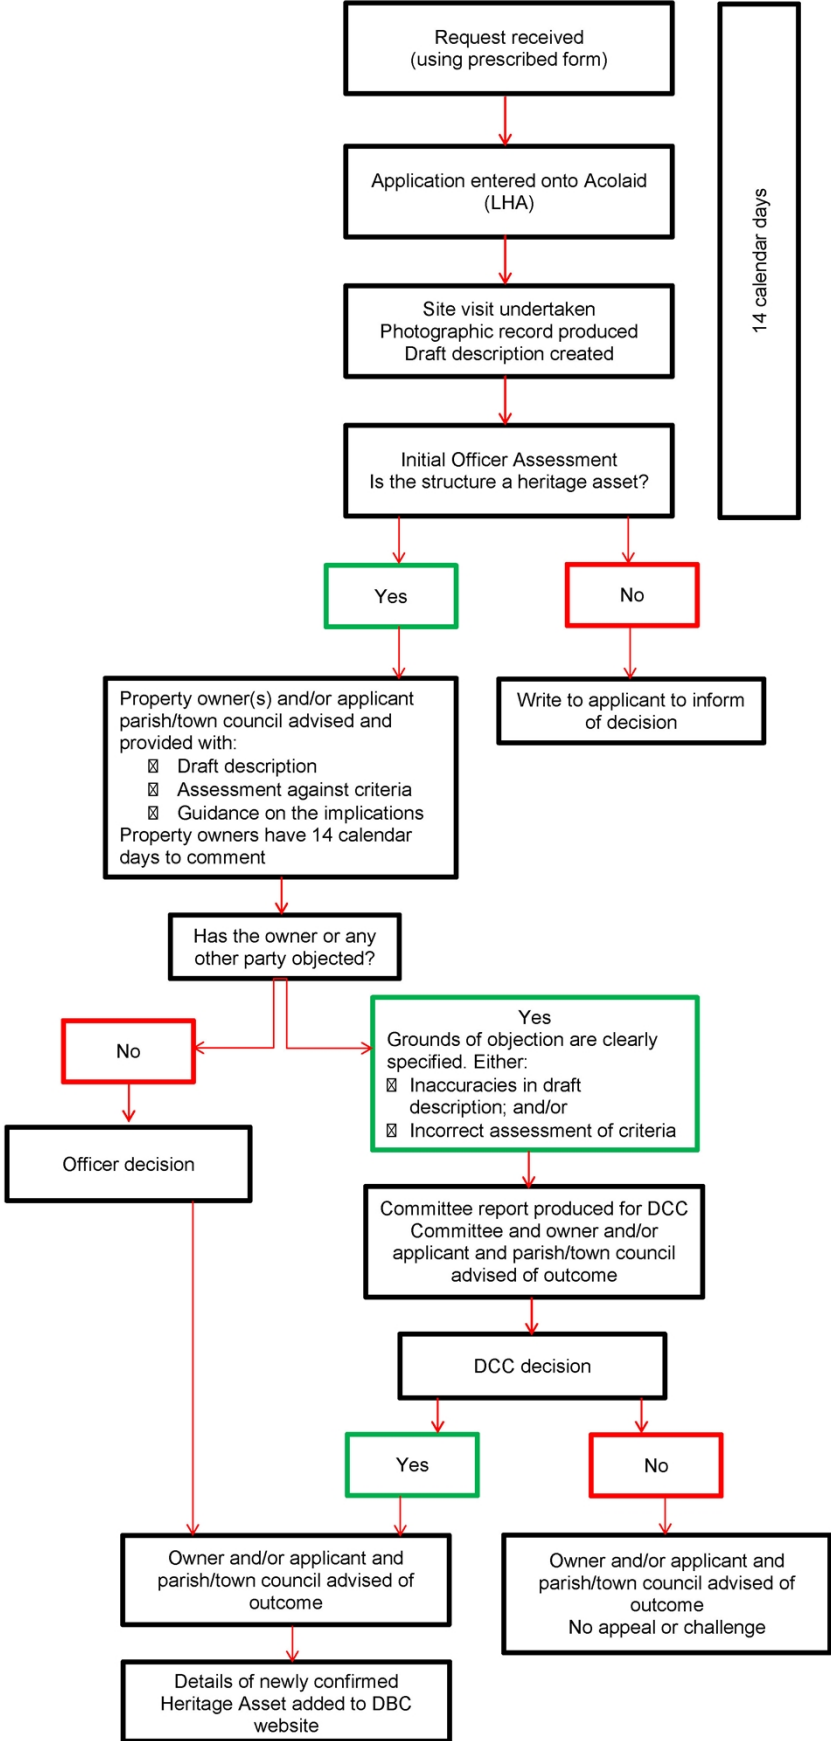 Request received
(using prescribed form)
14 calendar days
Application entered onto Acolaid
(LHA)
Site visit undertaken
Photographic record produced
Draft description created
Initial Officer Assessment
Is the structure a heritage asset?
Yes
No
Property owner(s) and/or applicant
parish/town council advised and
provided with:
Draft description
Assessment against criteria
Guidance on the implications
Property owners have 14 calendar
days to comment
Write to applicant to inform
of decision
Has the owner or any
other party objected?
No
Yes
Grounds of objection are clearly
specified. Either:
Inaccuracies in draft
description; and/or
Incorrect assessment of criteria
Officer decision
Committee report produced for DCC
Committee and owner and/or
applicant and parish/town council
advised of outcome
DCC decision
Yes
No
Owner and/or applicant and
parish/town council advised of
outcome
Owner and/or applicant and
parish/town council advised of
outcome
No appeal or challenge
Details of newly confirmed
Heritage Asset added to DBC
website